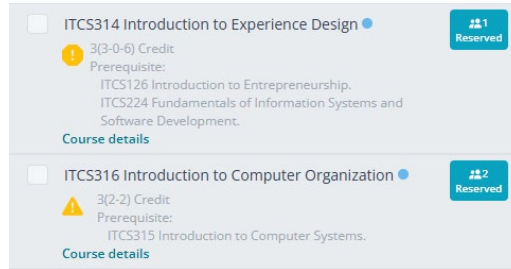 ITCS314 Introduction to Experience Design
1
Reserved
3(3-0-6) Credit
Prerequisite:
ITCS126 Introduction to Entrepreneurship.
ITCS224 Fundamentals of Information Systems and
Software Development.
Course details
ITCS316 Introduction to Computer Organization
2
Reserved
3(2-2) Credit
Prerequisite:
ITCS315 Introduction to Computer Systems.
Course details